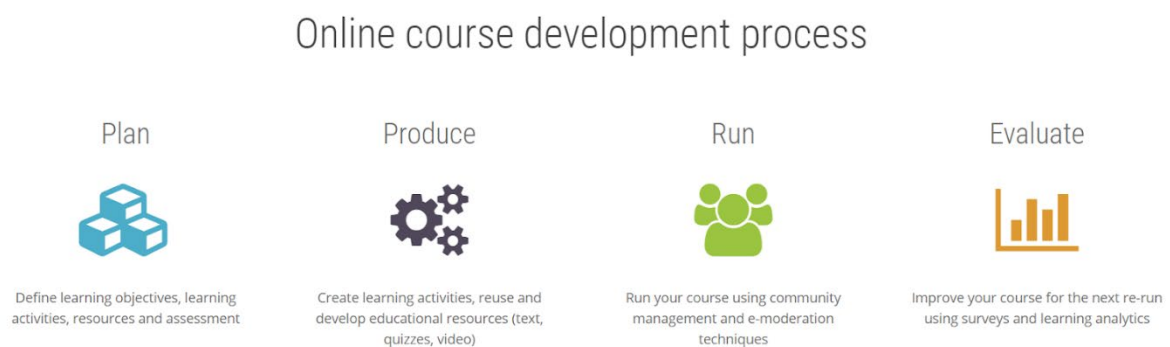 Online course development process
Plan
Produce
Run
Evaluate
Define learning objectives, learning
activities, resources and assessment
Create learning activities, reuse and
develop educational resources (text,
quizzes, video)
Run your course using community
management and e-moderation
techniques
Improve your course for the next re-run
using surveys and learning analytics